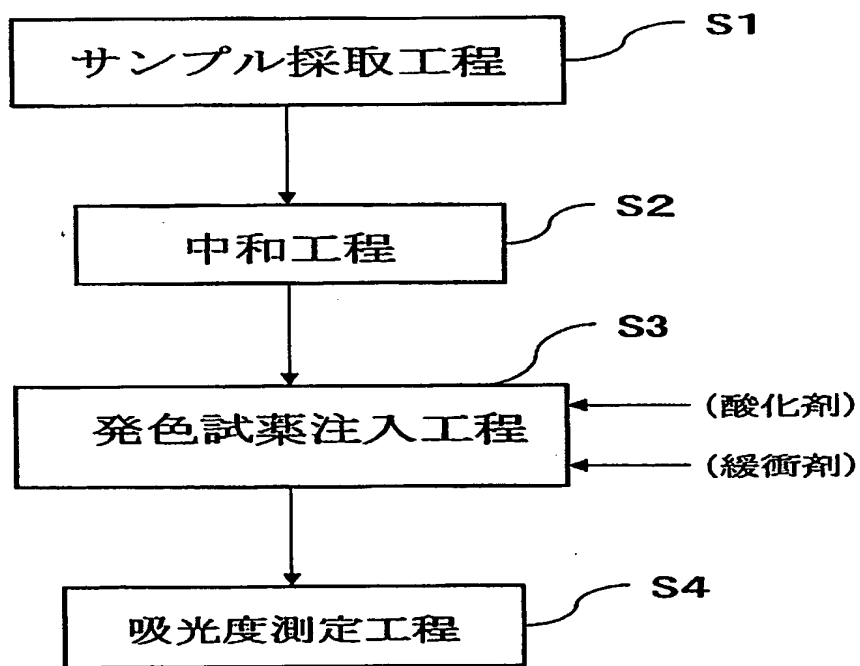 サンプル採取工程
S1
中和工程
S2
S3
発色試薬注入工程
(酸化剤)
(緩衝剤)
S4
吸光度測定工程